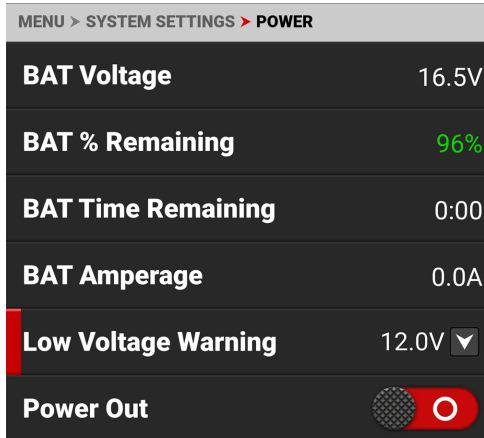 MENU > SYSTEM SETTINGS > POWER
BAT Voltage 16.5V
BAT % Remaining 96%
BAT Time Remaining 0:00
BAT Amperage 0.0A
Low Voltage Warning 12.0V
Power Out